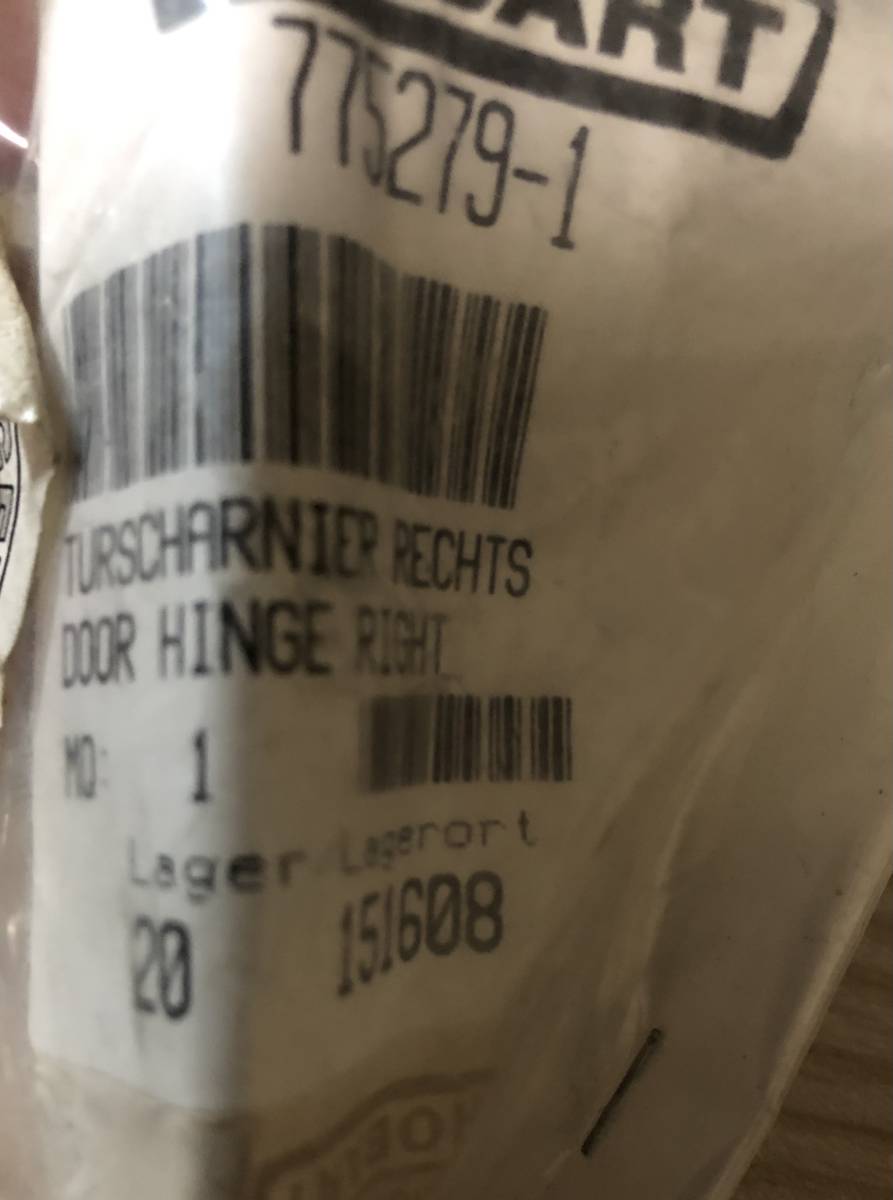 775279-1
TURSCHARNIER RECHTS
DOOR HINGE RIGHT
MO: 1
Lager/Lagerort
20 151608